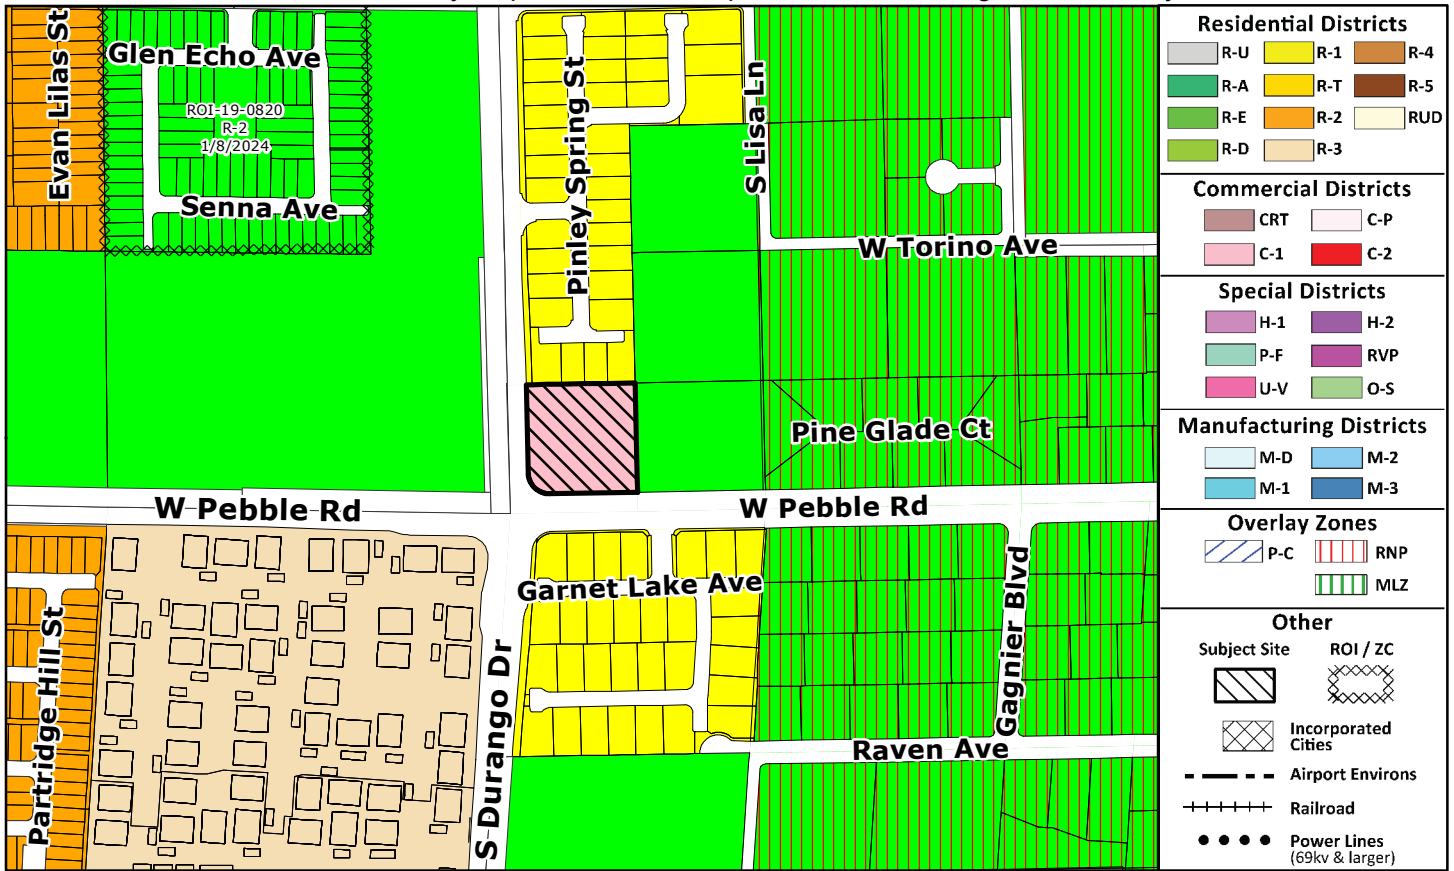 Evan Lilas St
Glen Echo Ave
ROI-19-0820
R-2
1/8/2024
Senna Ave
Pinley Spring St
S Lisa Ln
W Torino Ave
Pine Glade Ct
W Pebble Rd
W Pebble Rd
Garnet Lake Ave
Gagnier Blvd
Partridge Hill St
S Durango Dr
Raven Ave
Residential Districts
R-U
R-1
R-4
R-A
R-T
R-5
R-E
R-2
RUD
R-D
R-3
Commercial Districts
CRT
C-P
C-1
C-2
Special Districts
H-1
H-2
P-F
RVP
U-V
O-S
Manufacturing Districts
M-D
M-2
M-1
M-3
Overlay Zones
P-C
RNP
MLZ
Other
Subject Site
ROI / ZC
Incorporated
Cities
Airport Environs
Railroad
Power Lines
(69kv & larger)